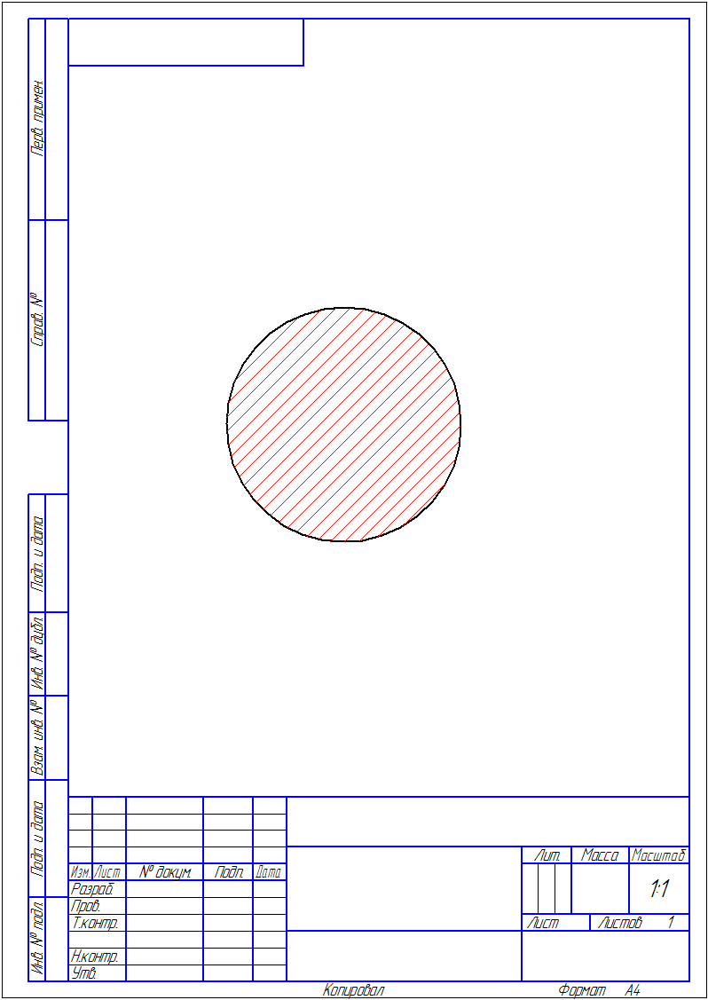 Перв. примен.
Справ. №
Подп. и дата
Инв. № дубл.
Взам. инв. №
Подп. и дата
Инв. № подл.
Лит. Масса Масштаб
Изм. Лист № докум. Подп. Дата
Разраб.
1:1
Пров.
Т.контр.
Лист Листов 1
Н.контр.
Утв.
Копировал Формат А4